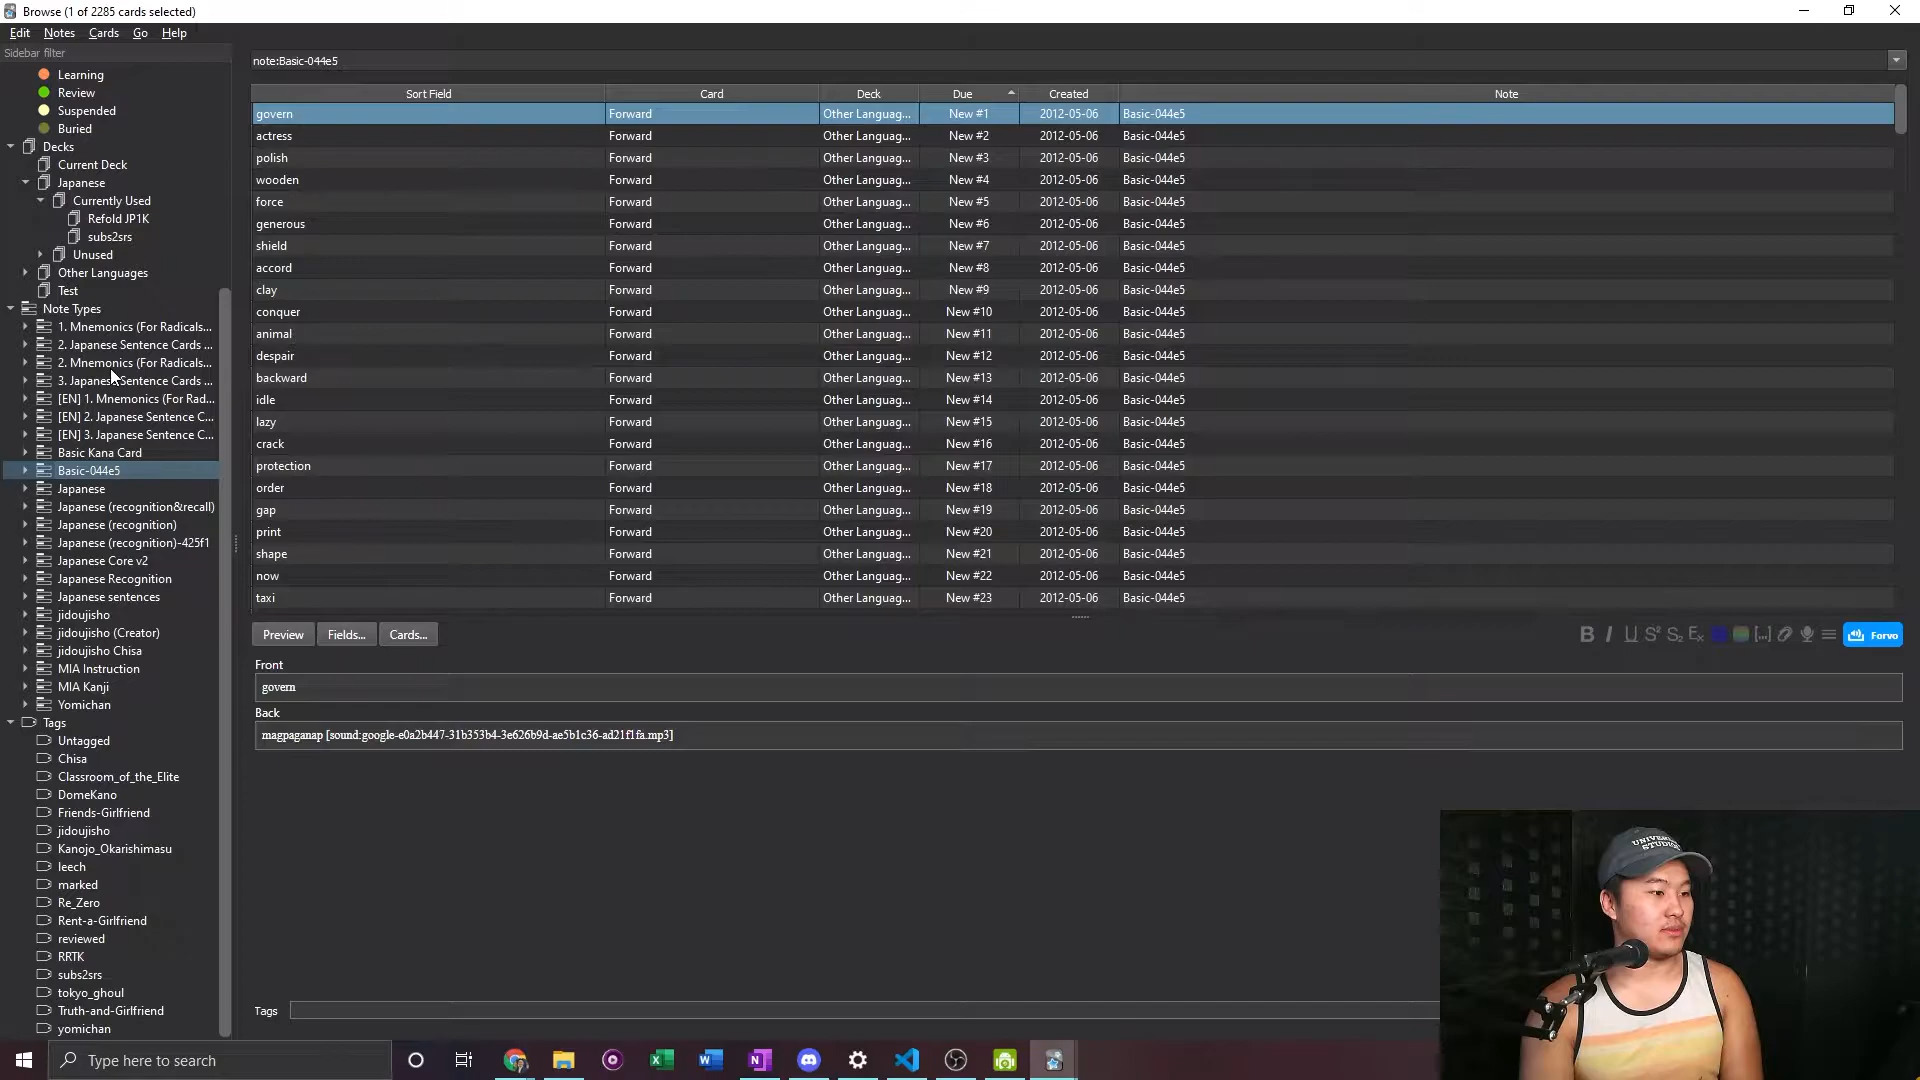 Browse (1 of 2285 cards selected)
Edit Notes Cards Go Help
Sidebar filter
Learning
Review
Suspended
Buried
Decks
Current Deck
Japanese
Currently Used
Refold JP1K
subs2srs
Unused
Other Languages
Test
Note Types
1. Mnemonics (For Radicals...
2. Japanese Sentence Cards ...
2. Mnemonics (For Radicals...
3. Japanese Sentence Cards ...
[EN] 1. Mnemonics (For Rad...
[EN] 2. Japanese Sentence C...
[EN] 3. Japanese Sentence C...
Basic Kana Card
Basic-044e5
Japanese
Japanese (recognition&recall)
Japanese (recognition)
Japanese (recognition)-425f1
Japanese Core v2
Japanese Recognition
Japanese sentences
jidoujisho
jidoujisho (Creator)
jidoujisho Chisa
MIA Instruction
MIA Kanji
Yomichan
Tags
Untagged
Chisa
Classroom_of_the_Elite
DomeKano
Friends-Girlfriend
jidoujisho
Kanojo_Okarishimasu
leech
marked
Re_Zero
Rent-a-Girlfriend
reviewed
RRTK
subs2srs
tokyo_ghoul
Truth-and-Girlfriend
yomichan
note:Basic-044e5
Sort Field Card Deck Due Created Note
govern Forward Other Languag... New #1 2012-05-06 Basic-044e5
actress Forward Other Languag... New #2 2012-05-06 Basic-044e5
polish Forward Other Languag... New #3 2012-05-06 Basic-044e5
wooden Forward Other Languag... New #4 2012-05-06 Basic-044e5
force Forward Other Languag... New #5 2012-05-06 Basic-044e5
generous Forward Other Languag... New #6 2012-05-06 Basic-044e5
shield Forward Other Languag... New #7 2012-05-06 Basic-044e5
accord Forward Other Languag... New #8 2012-05-06 Basic-044e5
clay Forward Other Languag... New #9 2012-05-06 Basic-044e5
conquer Forward Other Languag... New #10 2012-05-06 Basic-044e5
animal Forward Other Languag... New #11 2012-05-06 Basic-044e5
despair Forward Other Languag... New #12 2012-05-06 Basic-044e5
backward Forward Other Languag... New #13 2012-05-06 Basic-044e5
idle Forward Other Languag... New #14 2012-05-06 Basic-044e5
lazy Forward Other Languag... New #15 2012-05-06 Basic-044e5
crack Forward Other Languag... New #16 2012-05-06 Basic-044e5
protection Forward Other Languag... New #17 2012-05-06 Basic-044e5
order Forward Other Languag... New #18 2012-05-06 Basic-044e5
gap Forward Other Languag... New #19 2012-05-06 Basic-044e5
print Forward Other Languag... New #20 2012-05-06 Basic-044e5
shape Forward Other Languag... New #21 2012-05-06 Basic-044e5
now Forward Other Languag... New #22 2012-05-06 Basic-044e5
taxi Forward Other Languag... New #23 2012-05-06 Basic-044e5
Preview Fields... Cards... B I U S² S₂ Ex [...] Forvo
Front
govern
Back
magpaganap [sound:google-e0a2b447-31b353b4-3e626b9d-ae5b1c36-ad21f1fa.mp3]
Tags
UNIVERSAL
STUDIOS
Type here to search